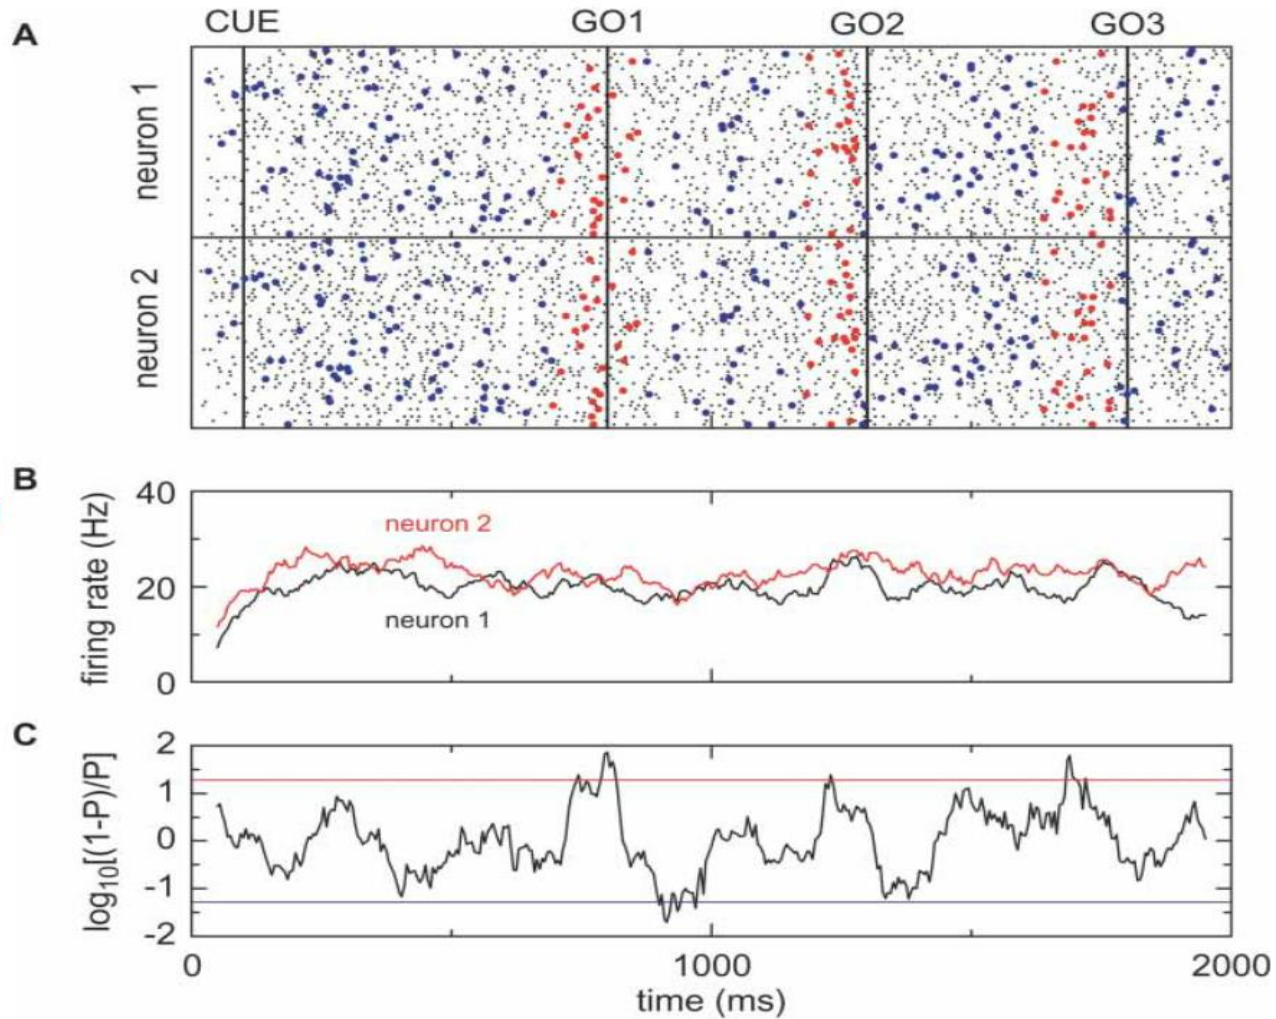 A
CUE GO1 GO2 GO3
neuron 1
neuron 2
B
firing rate (Hz)
40
20
0
neuron 2
neuron 1
C
log10[(1-P)/P]
2
1
0
-1
-2
0 1000 2000
time (ms)